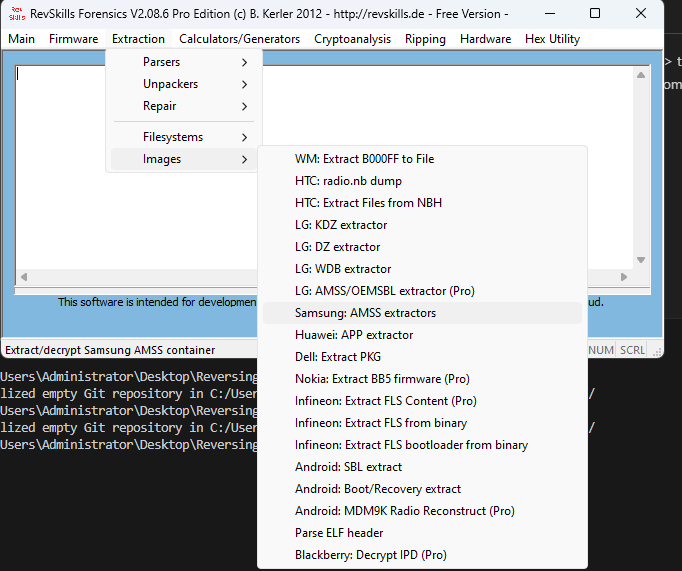 Rev Skills
RevSkills Forensics V2.08.6 Pro Edition (c) B. Kerler 2012 - http://revskills.de - Free Version -
Main Firmware Extraction Calculators/Generators Cryptoanalysis Ripping Hardware Hex Utility
> t
om
Parsers
Unpackers
Repair
Filesystems
Images
WM: Extract B000FF to File
HTC: radio.nb dump
HTC: Extract Files from NBH
LG: KDZ extractor
LG: DZ extractor
LG: WDB extractor
LG: AMSS/OEMSBL extractor (Pro)
This software is intended for developmen ud.
Samsung: AMSS extractors
Huawei: APP extractor
Extract/decrypt Samsung AMSS container NUM SCRL
Dell: Extract PKG
Users\Administrator\Desktop\Reversing
Nokia: Extract BB5 firmware (Pro)
lized empty Git repository in C:/User /
Infineon: Extract FLS Content (Pro)
Users\Administrator\Desktop\Reversing
Infineon: Extract FLS from binary
lized empty Git repository in C:/User /
Infineon: Extract FLS bootloader from binary
Users\Administrator\Desktop\Reversing
Android: SBL extract
Android: Boot/Recovery extract
Android: MDM9K Radio Reconstruct (Pro)
Parse ELF header
Blackberry: Decrypt IPD (Pro)